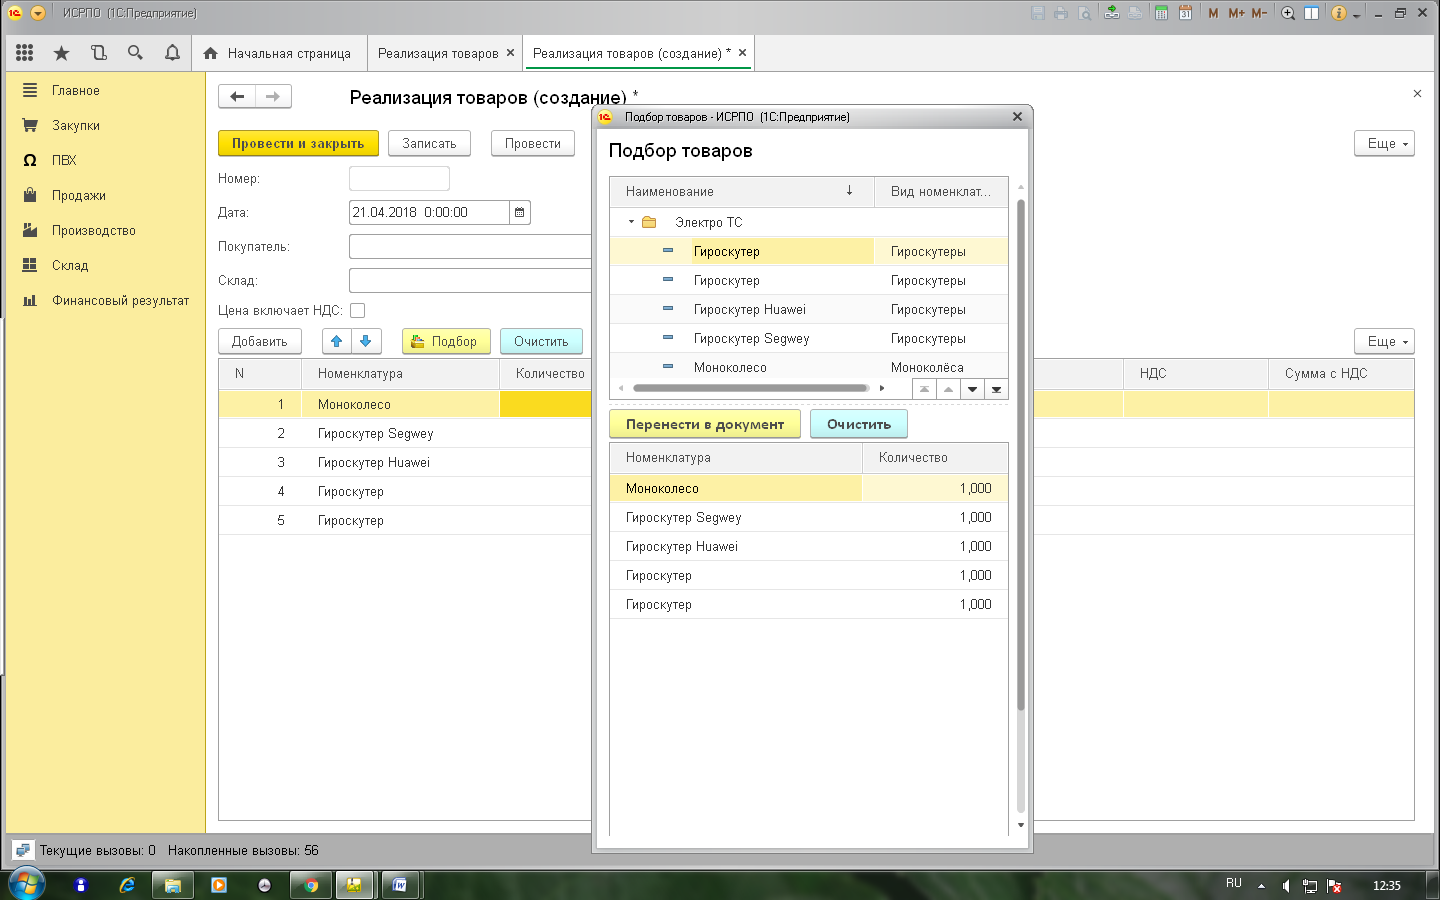 ИСРПО (1С:Предприятие)
M M+ M-
Начальная страница
Реализация товаров
Реализация товаров (создание) *
Главное
Закупки
ПВХ
Продажи
Производство
Склад
Финансовый результат
Реализация товаров (создание) *
Провести и закрыть
Записать
Провести
Еще
Номер:
Дата:
21.04.2018 0:00:00
Покупатель:
Склад:
Цена включает НДС:
Добавить
Подбор
Очистить
Еще
N Номенклатура Количество НДС Сумма с НДС
1 Моноколесо
2 Гироскутер Segwey
3 Гироскутер Huawei
4 Гироскутер
5 Гироскутер
Подбор товаров - ИСРПО (1С:Предприятие)
Подбор товаров
Наименование Вид номенклат...
Электро ТС
Гироскутер Гироскутеры
Гироскутер Гироскутеры
Гироскутер Huawei Гироскутеры
Гироскутер Segwey Гироскутеры
Моноколесо Моноколёса
Перенести в документ
Очистить
Номенклатура Количество
Моноколесо 1,000
Гироскутер Segwey 1,000
Гироскутер Huawei 1,000
Гироскутер 1,000
Гироскутер 1,000
Текущие вызовы: 0 Накопленные вызовы: 56
RU
12:35